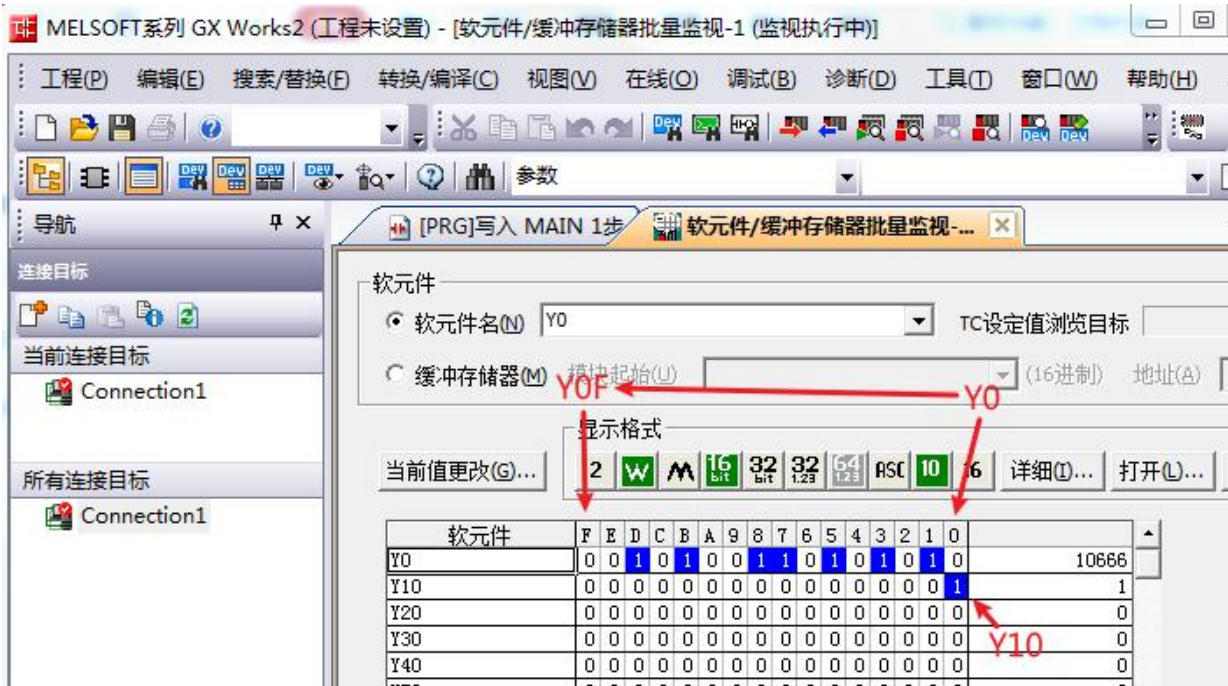 MELSOFT系列 GX Works2 (工程未设置) - [软元件/缓冲存储器批量监视-1 (监视执行中)]
工程(P) 编辑(E) 搜索/替换(F) 转换/编译(C) 视图(V) 在线(O) 调试(B) 诊断(D) 工具(T) 窗口(W) 帮助(H)
参数
导航
[PRG]写入 MAIN 1步
软元件/缓冲存储器批量监视-...
连接目标
软元件
软元件名(N) Y0 TC设定值浏览目标
当前连接目标
缓冲存储器(M) 模块起始(U) (16进制) 地址(A)
Connection1
Y0F Y0
显示格式
当前值更改(G)... 2 W M 16 bit 32 bit 32 1.23 64 1.23 ASC 10 16 详细(I)... 打开(L)...
所有连接目标
Connection1
软元件 F E D C B A 9 8 7 6 5 4 3 2 1 0
Y0 0 0 1 0 1 0 0 1 1 0 1 0 1 0 1 0 10666
Y10 0 0 0 0 0 0 0 0 0 0 0 0 0 0 0 1 1
Y20 0 0 0 0 0 0 0 0 0 0 0 0 0 0 0 0 0
Y30 0 0 0 0 0 0 0 0 0 0 0 0 0 0 0 0 0
Y10
Y40 0 0 0 0 0 0 0 0 0 0 0 0 0 0 0 0 0